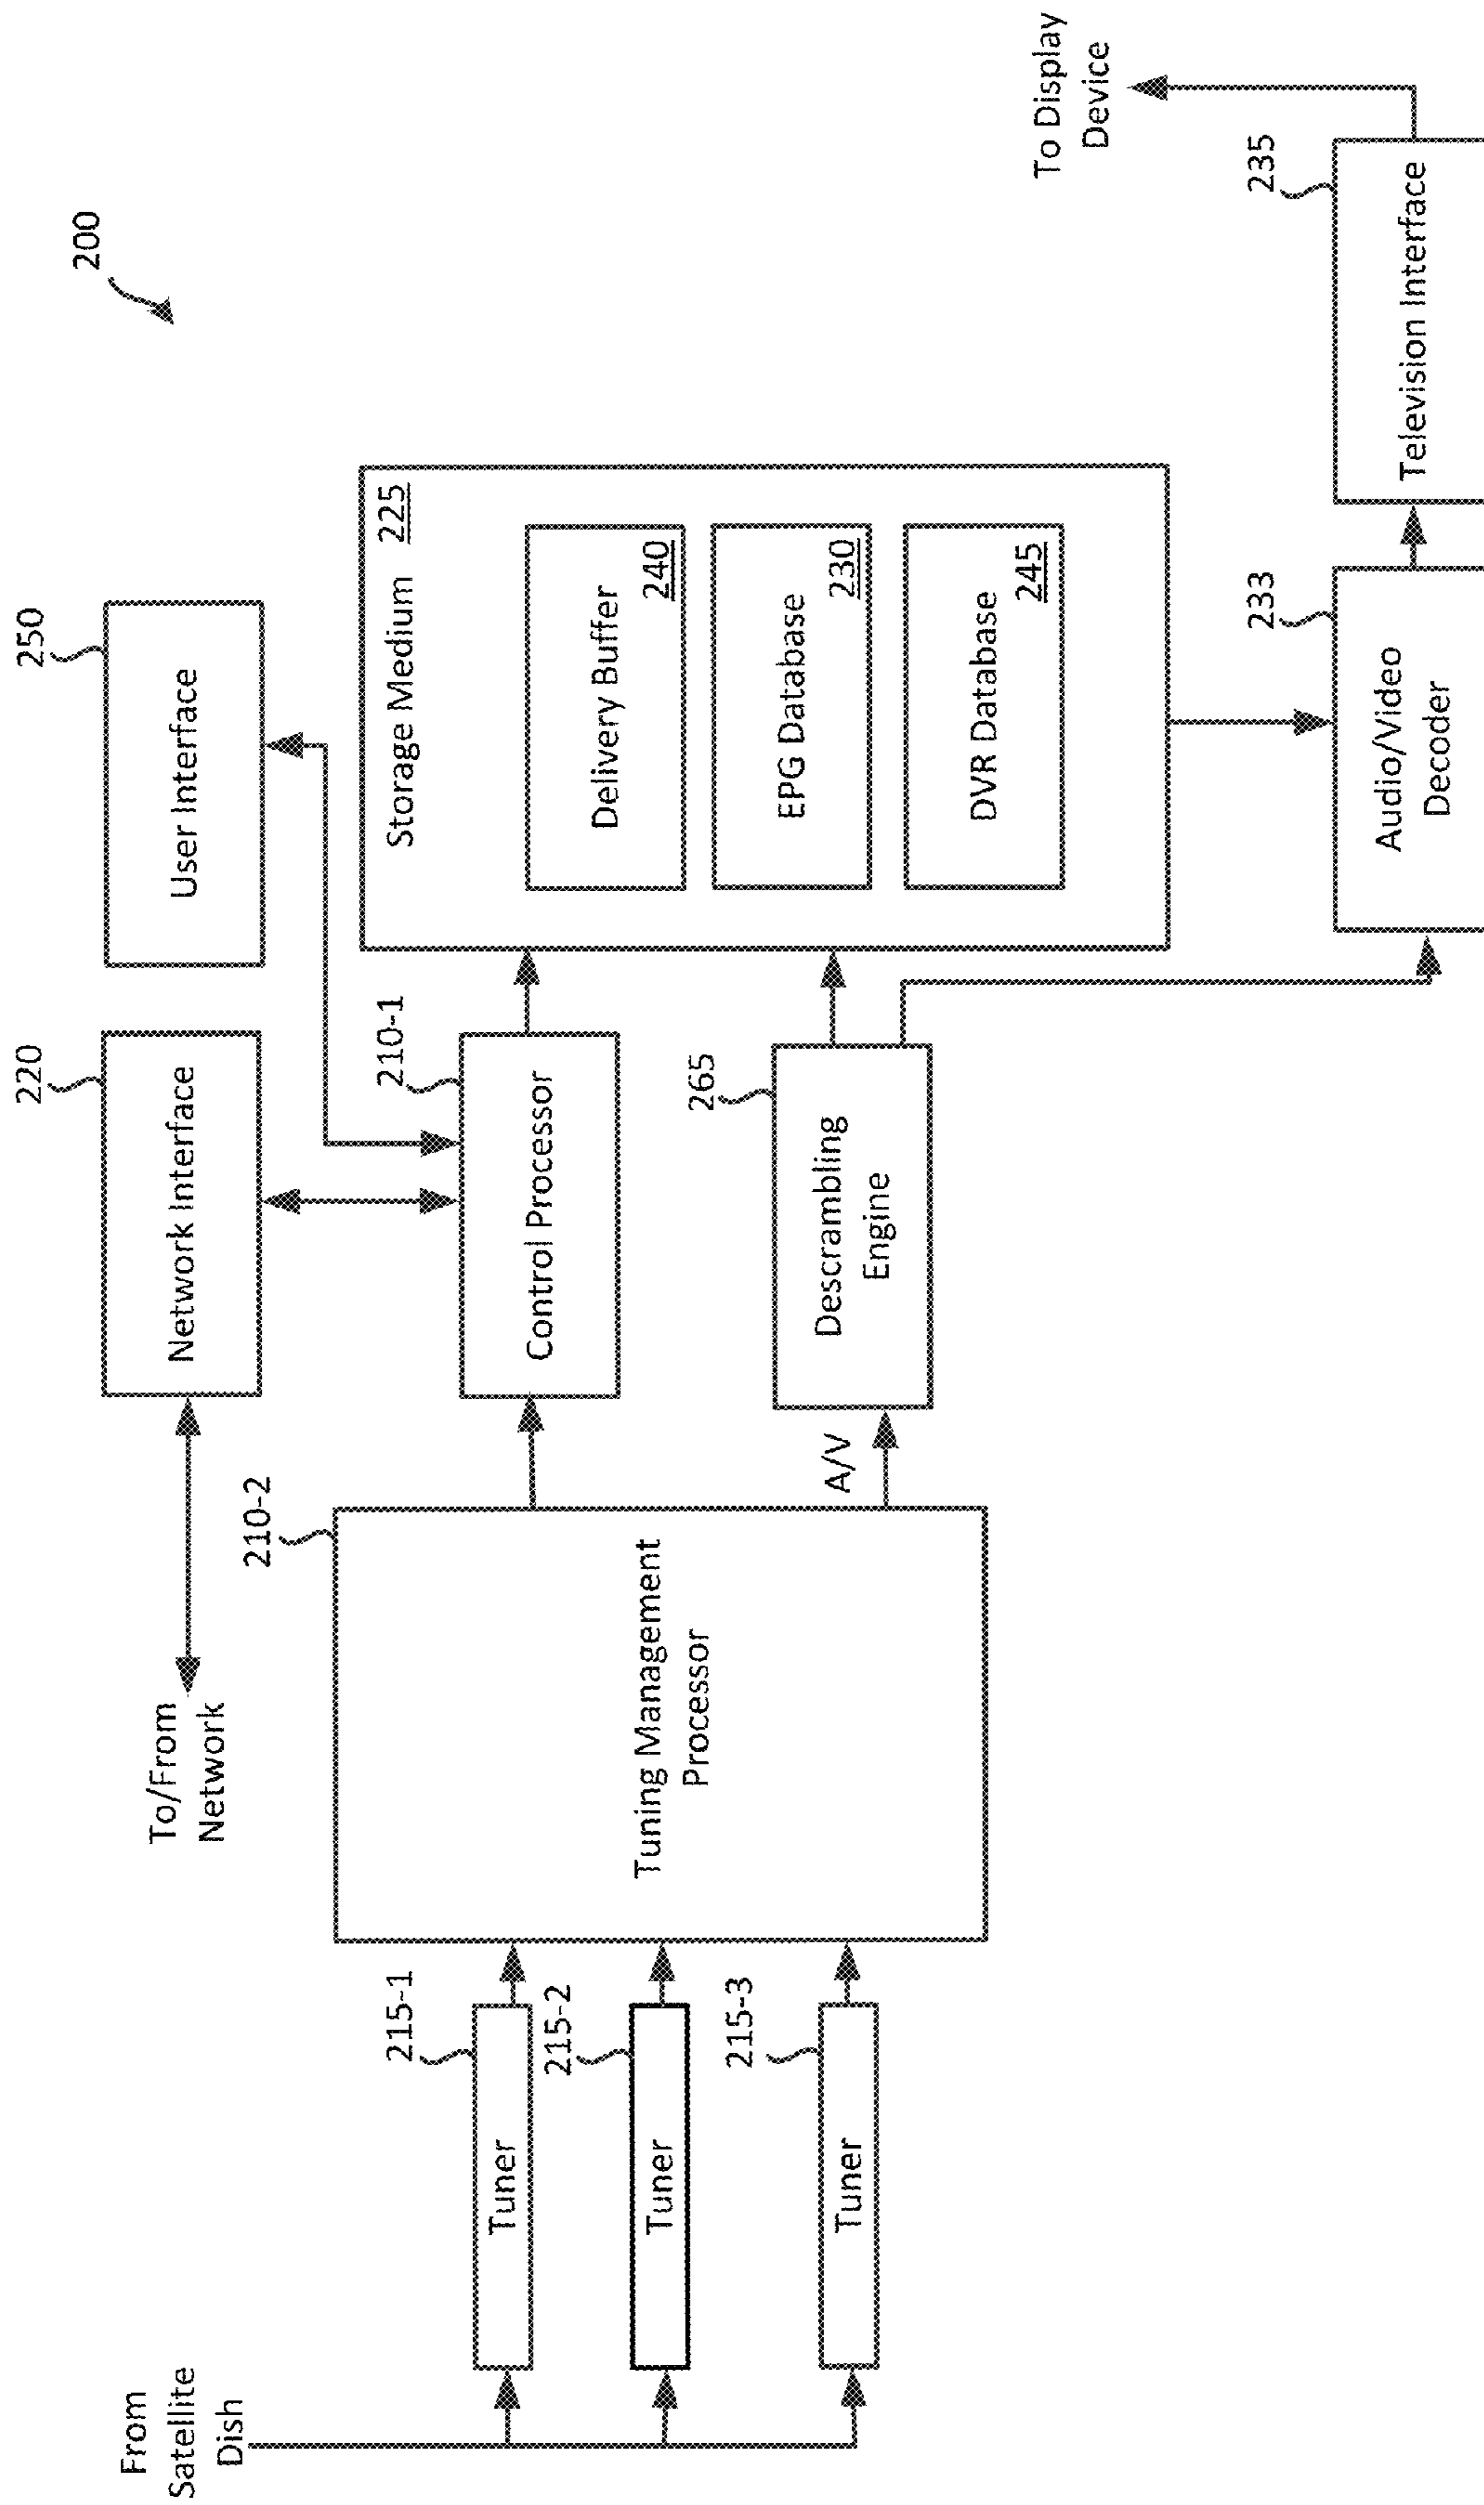 200
220
250
Network Interface
User Interface
To/From
Network
210-2
210-1
Storage Medium 225
From
Satellite
Dish
215-1
Tuner
215-2
Tuner
215-3
Tuner
Tuning Management
Processor
Control Processor
Delivery Buffer
240
EPG Database
230
DVR Database
245
A/V
265
Descrambling
Engine
233
Audio/Video
Decoder
235
Television Interface
To Display
Device